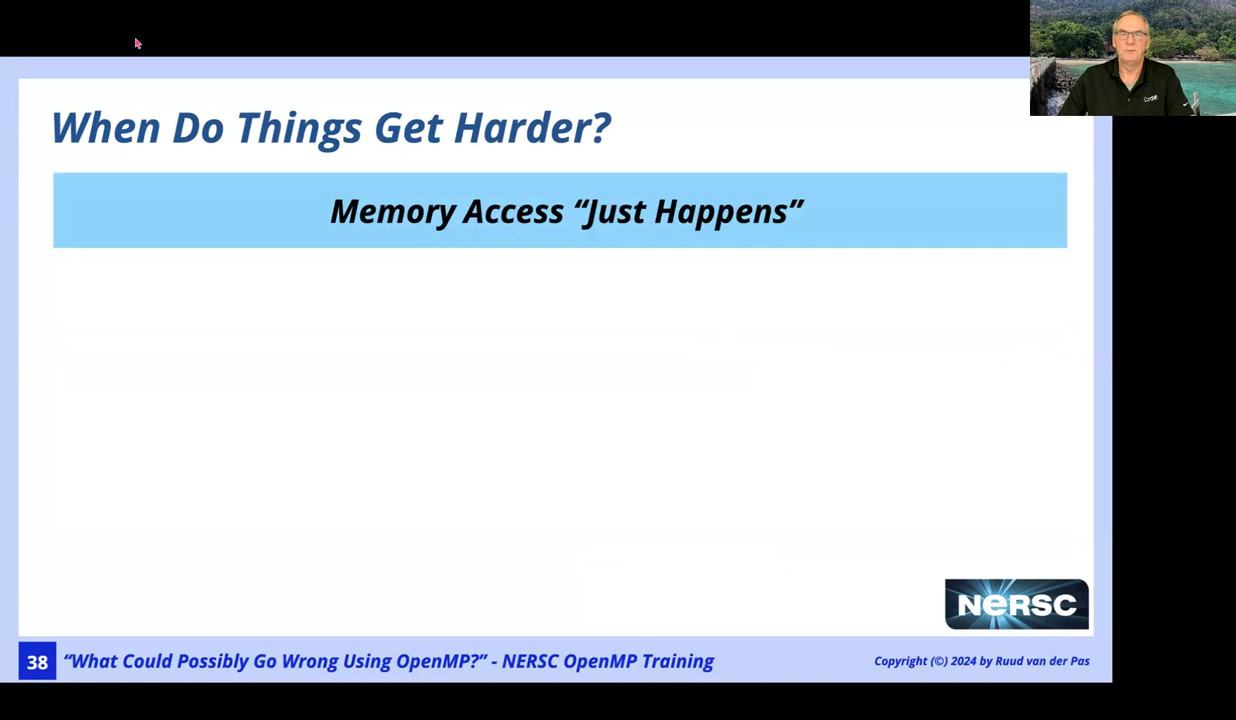 When Do Things Get Harder?
Memory Access “Just Happens”
NERSC
38 “What Could Possibly Go Wrong Using OpenMP?” - NERSC OpenMP Training Copyright (©) 2024 by Ruud van der Pas